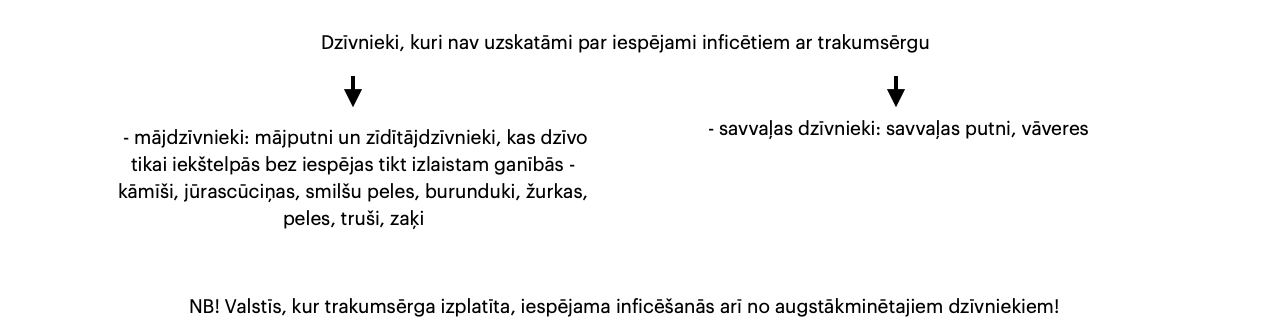 Dzīvnieki, kuri nav uzskatāmi par iespējami inficētiem ar trakumsērgu
- mājdzīvnieki: mājputni un zīdītājdzīvnieki, kas dzīvo
tikai iekštelpās bez iespējas tikt izlaistam ganībās -
kāmīši, jūrascūciņas, smilšu peles, burunduki, žurkas,
peles, truši, zaķi
- savvaļas dzīvnieki: savvaļas putni, vāveres
NB! Valstīs, kur trakumsērga izplatīta, iespējama inficēšanās arī no augstākminētajiem dzīvniekiem!